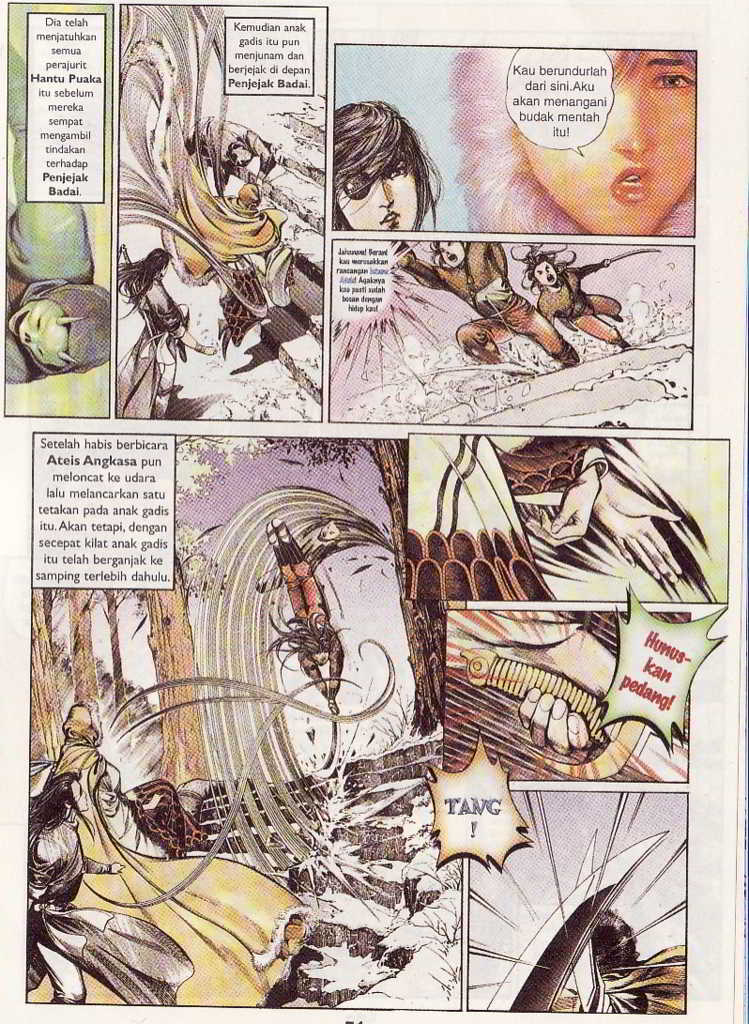 Dia telah
menjatuhkan
semua
perajurit
Hantu Puaka
itu sebelum
mereka
sempat
mengambil
tindakan
terhadap
Penjejak
Badai.
Kemudian anak
gadis itu pun
menjunam dan
berjejak di depan
Penjejak Badai.
Kau berundurlah
dari sini.Aku
akan menangani
budak mentah
itu!
Jahanam! Berani
kau merosakkan
rancangan
Agaknya
kau pasti sudah
bosan dengan
hidup kau!
Setelah habis berbicara
Ateis Angkasa pun
meloncat ke udara
lalu melancarkan satu
tetakan pada anak gadis
itu. Akan tetapi, dengan
secepat kilat anak gadis
itu telah berganjak ke
samping terlebih dahulu.
Hunus-
kan
pedang!
TANG
!